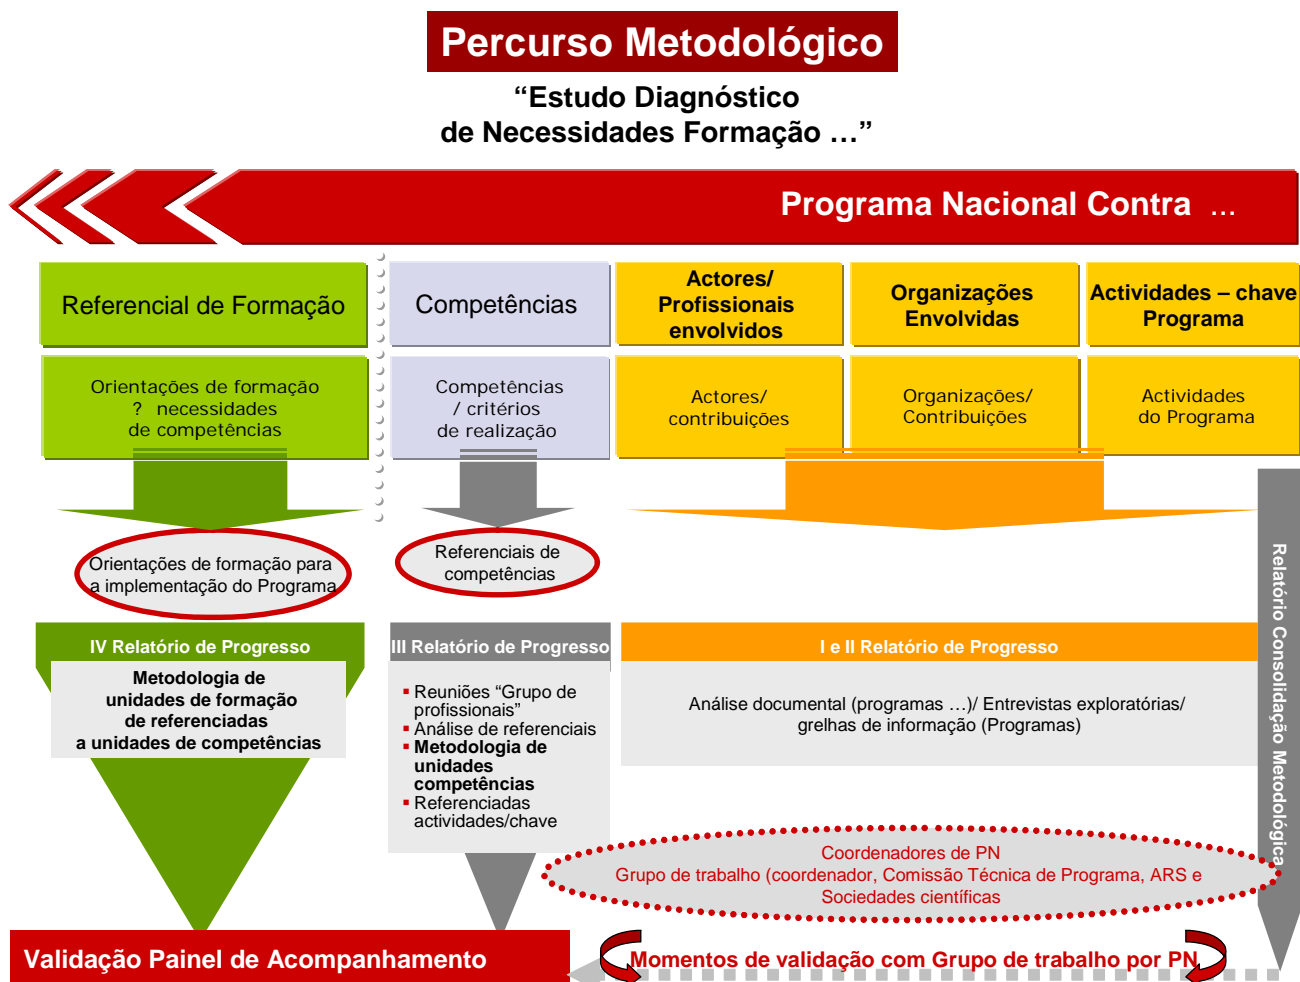 Percurso Metodológico
“Estudo Diagnóstico
de Necessidades Formação …”
Programa Nacional Contra …
Referencial de Formação
Competências
Actores/
Profissionais
envolvidos
Organizações
Envolvidas
Actividades – chave
Programa
Orientações de formação
? necessidades
de competências
Competências
/ critérios
de realização
Actores/
contribuições
Organizações/
Contribuições
Actividades
do Programa
Orientações de formação para
a implementação do Programa
Referenciais de
competências
Relatório Consolidação Metodológica
IV Relatório de Progresso
Metodologia de
unidades de formação
de referenciadas
a unidades de competências
III Relatório de Progresso
▪ Reuniões “Grupo de
profissionais”
▪ Análise de referenciais
▪ Metodologia de
unidades
competências
▪ Referenciadas
actividades/chave
I e II Relatório de Progresso
Análise documental (programas …)/ Entrevistas exploratórias/
grelhas de informação (Programas)
Coordenadores de PN
Grupo de trabalho (coordenador, Comissão Técnica de Programa, ARS e
Sociedades científicas
Validação Painel de Acompanhamento
Momentos de validação com Grupo de trabalho por PN